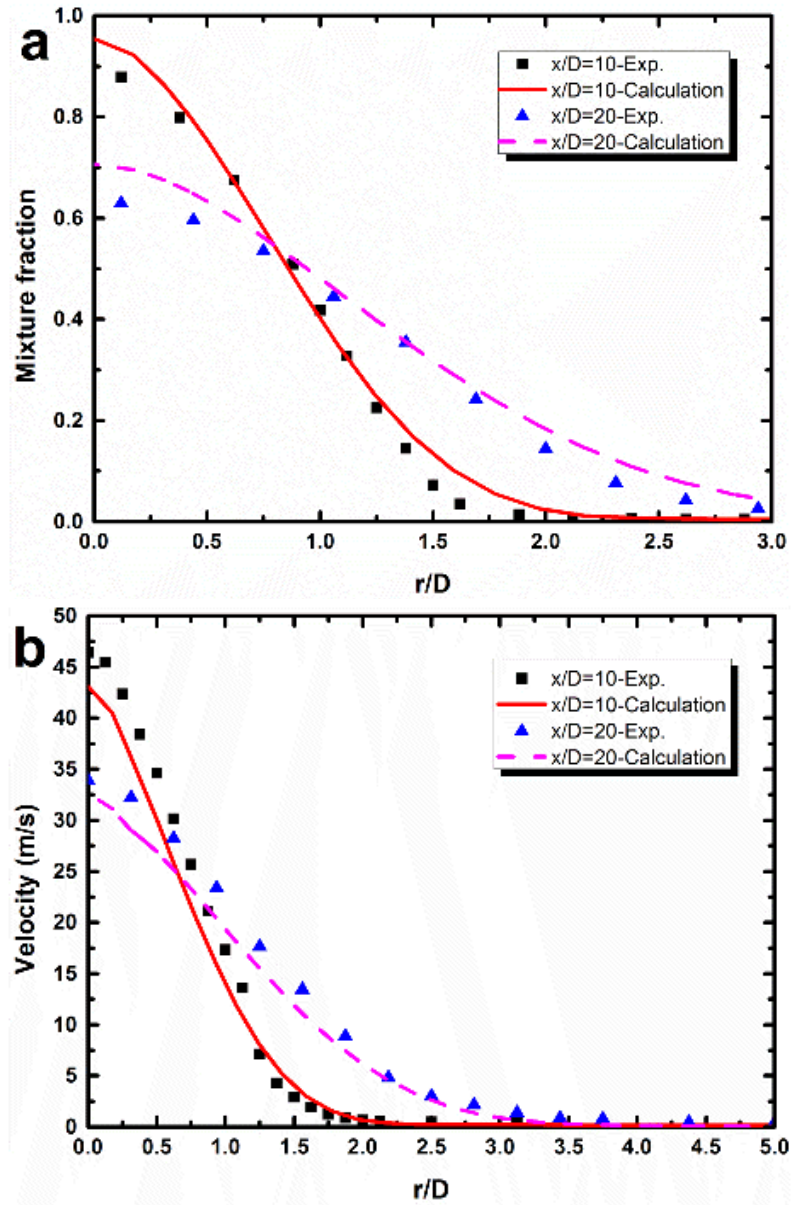 a
1.0
x/D=10-Exp.
x/D=10-Calculation
x/D=20-Exp.
x/D=20-Calculation
0.8
0.6
0.4
0.2
0.0
Mixture fraction
0.0 0.5 1.0 1.5 2.0 2.5 3.0
r/D
b
50
x/D=10-Exp.
x/D=10-Calculation
x/D=20-Exp.
x/D=20-Calculation
45
40
35
30
25
20
15
10
5
0
Velocity (m/s)
0.0 0.5 1.0 1.5 2.0 2.5 3.0 3.5 4.0 4.5 5.0
r/D